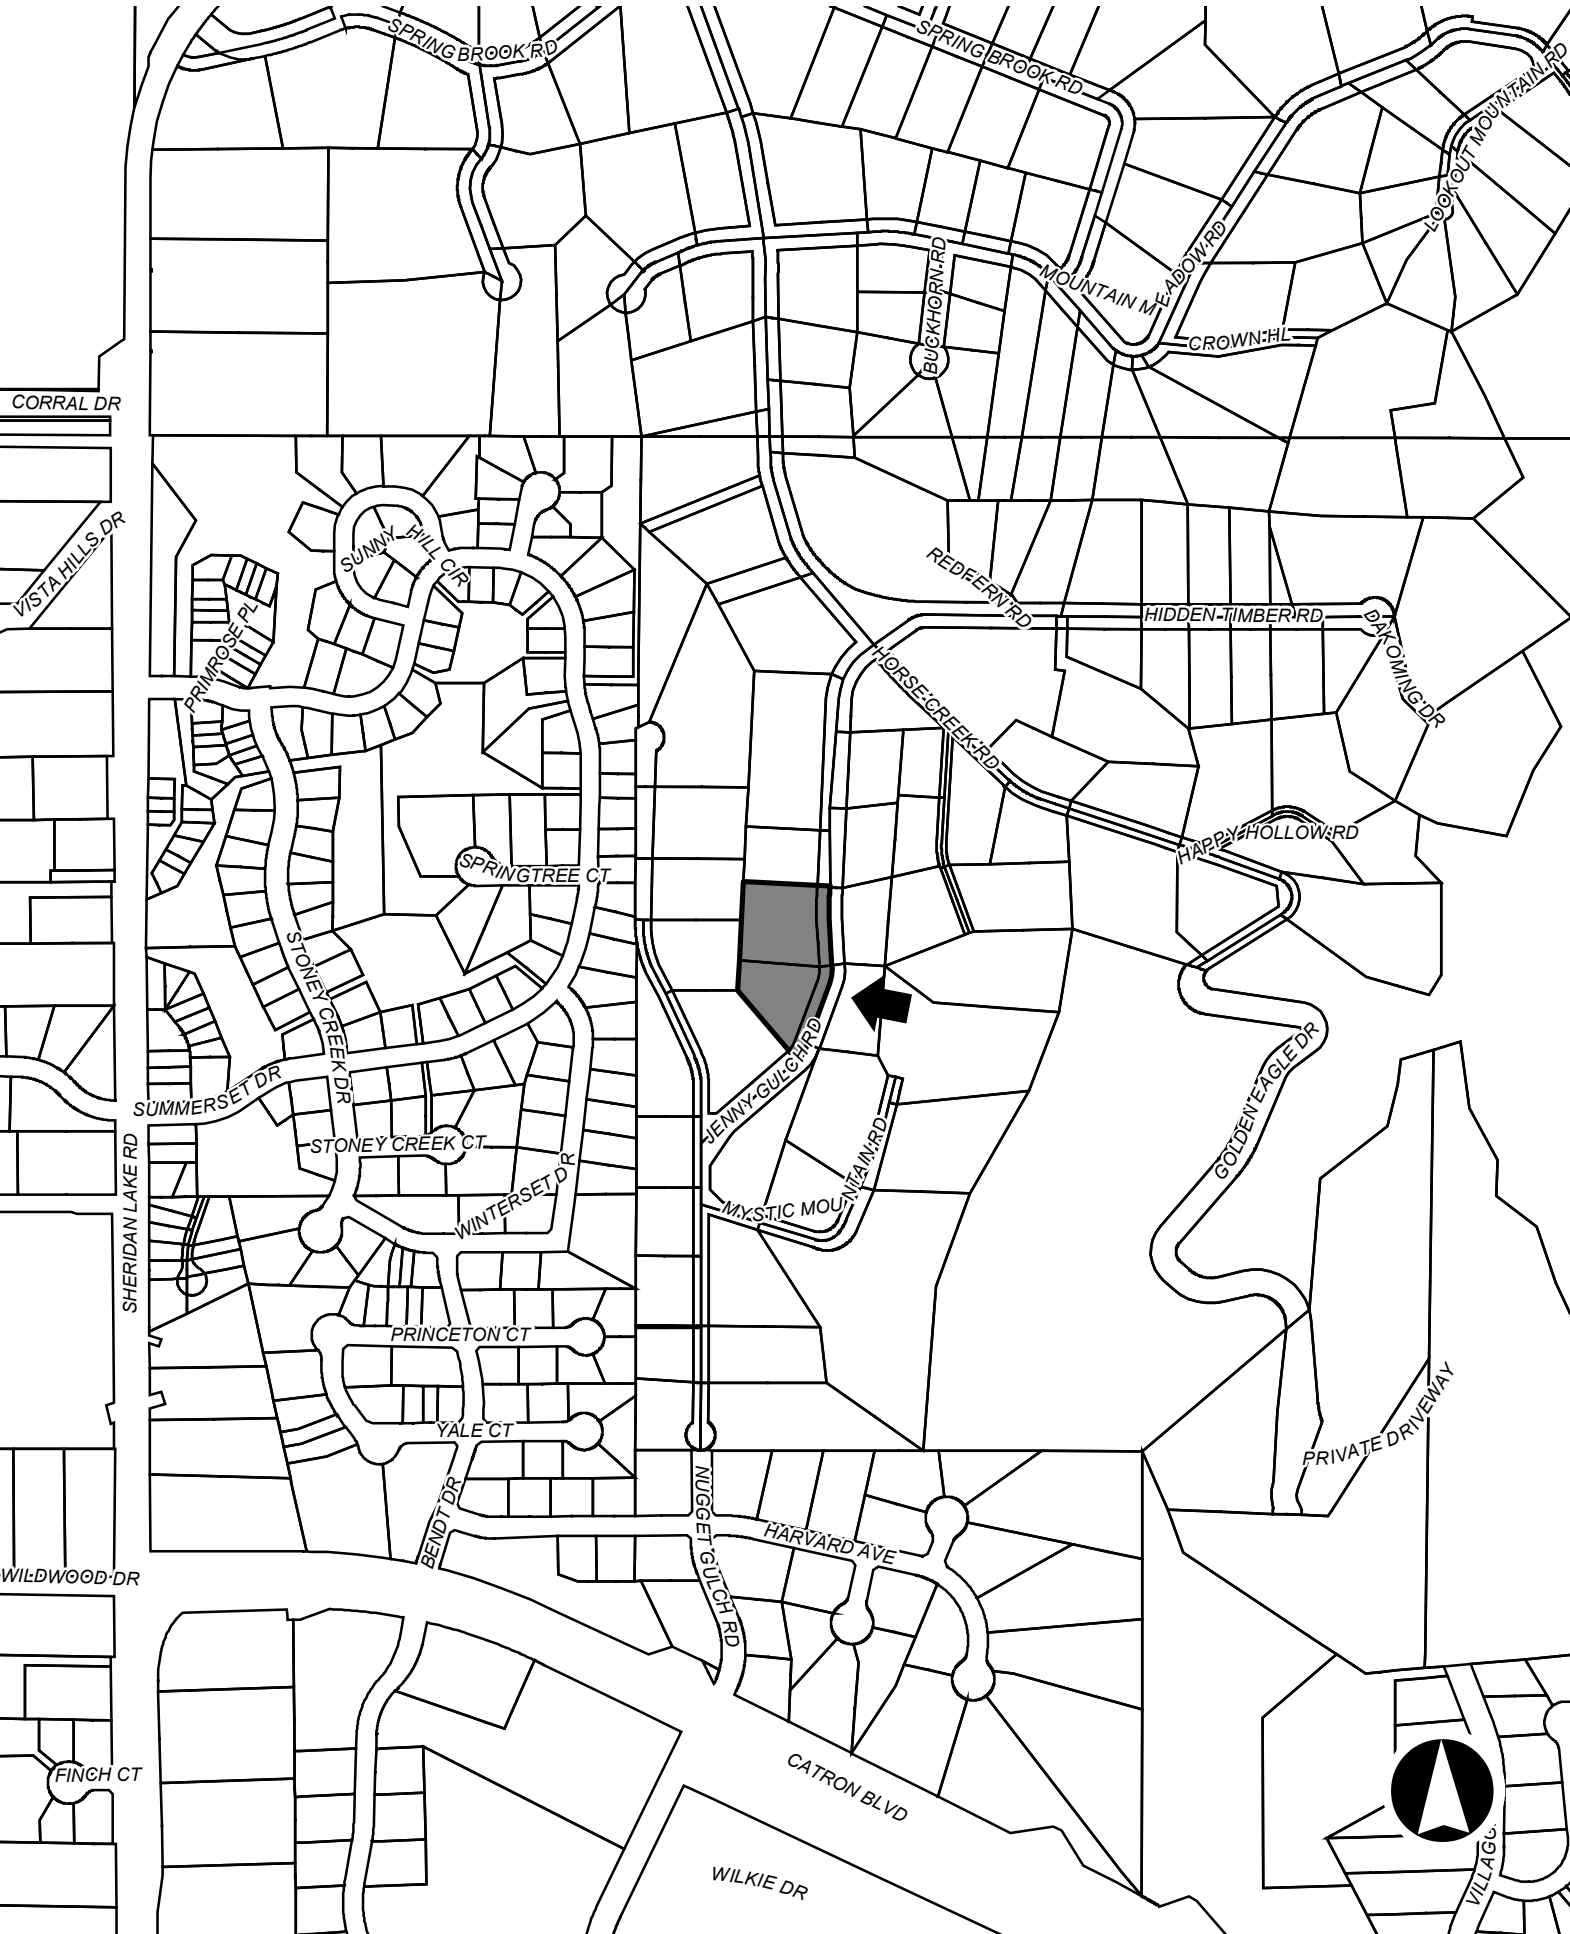 SPRING BROOK RD
SPRING BROOK RD
LOOKOUT MOUNTAIN RD
BUCKHORN RD
MOUNTAIN MEADOW RD
CROWN HL
CORRAL DR
VISTA HILLS DR
SUNNY HILL CIR
PRIMROSE PL
REDFERN RD
HIDDEN TIMBER RD
DAKOMING DR
HORSE CREEK RD
HAPPY HOLLOW RD
SPRINGTREE CT
STONEY CREEK DR
GOLDEN EAGLE DR
JENNY GULCH RD
SUMMERSET DR
STONEY CREEK CT
MYSTIC MOUNTAIN RD
WINTERSET DR
SHERIDAN LAKE RD
PRINCETON CT
YALE CT
PRIVATE DRIVEWAY
BENDT DR
NUGGET GULCH RD
HARVARD AVE
WILDWOOD DR
FINCH CT
CATRON BLVD
WILKIE DR